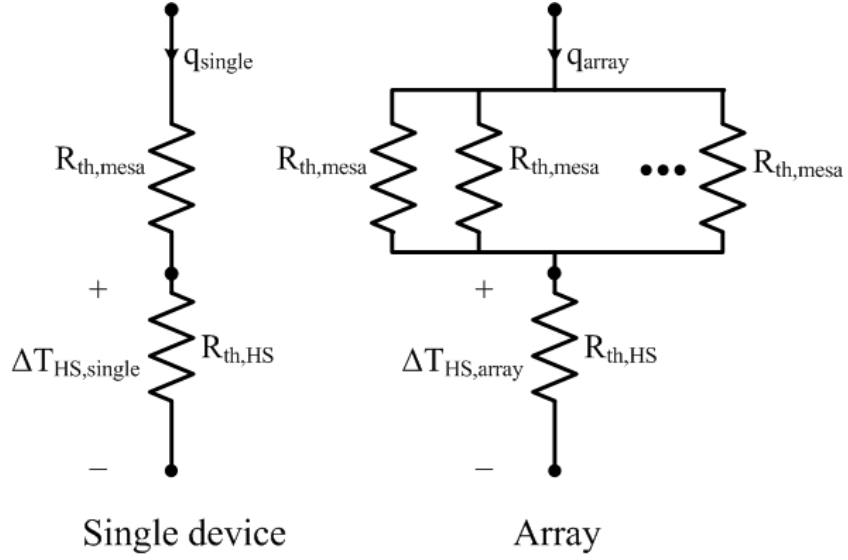 q_single
q_array
R_th,mesa
R_th,mesa
R_th,mesa
R_th,mesa
+
+
ΔT_HS,single
R_th,HS
ΔT_HS,array
R_th,HS
−
−
Single device
Array